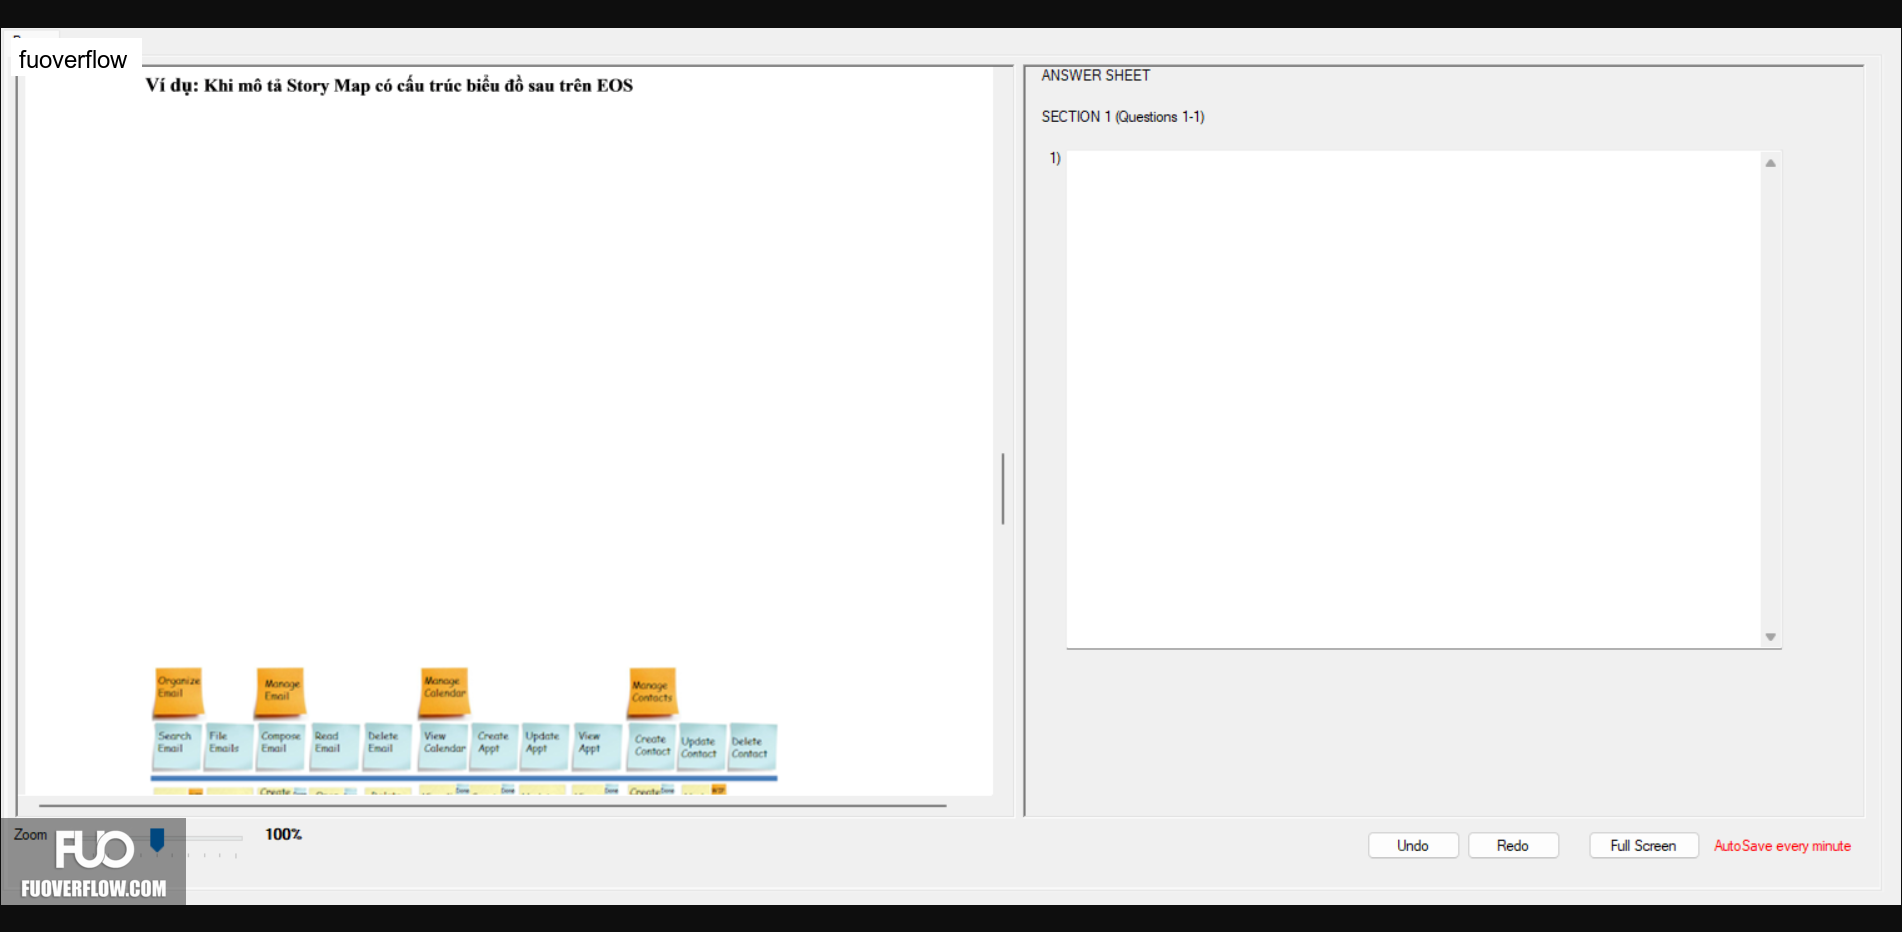 fuoverflow
Ví dụ: Khi mô tả Story Map có cấu trúc biểu đồ sau trên EOS
ANSWER SHEET
SECTION 1 (Questions 1-1)
1)
Organize Email
Manage Email
Manage Calendar
Manage Contacts
Search Email
File Emails
Compose Email
Read Email
Delete Email
View Calendar
Create Appt
Update Appt
View Appt
Create Contact
Update Contact
Delete Contact
Create
Create
Zoom
100%
FUO
FUOVERFLOW.COM
Undo
Redo
Full Screen
AutoSave every minute